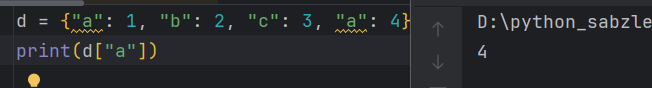 d = {"a": 1, "b": 2, "c": 3, "a": 4}
print(d["a"])
D:\python_sabzle
4